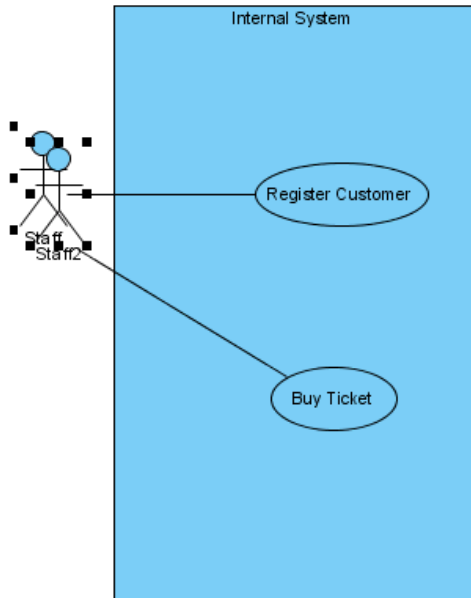 Internal System
Register Customer
Staff
Staff2
Buy Ticket